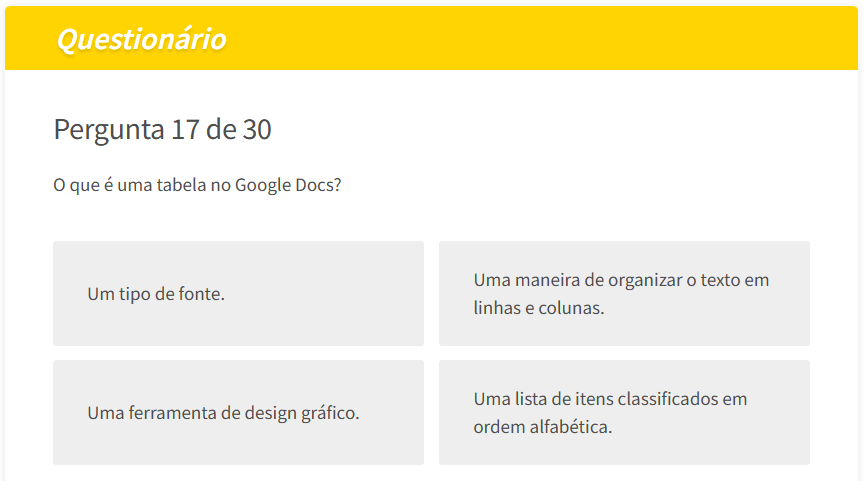 Questionário
Pergunta 17 de 30
O que é uma tabela no Google Docs?
Um tipo de fonte.
Uma maneira de organizar o texto em
linhas e colunas.
Uma ferramenta de design gráfico.
Uma lista de itens classificados em
ordem alfabética.